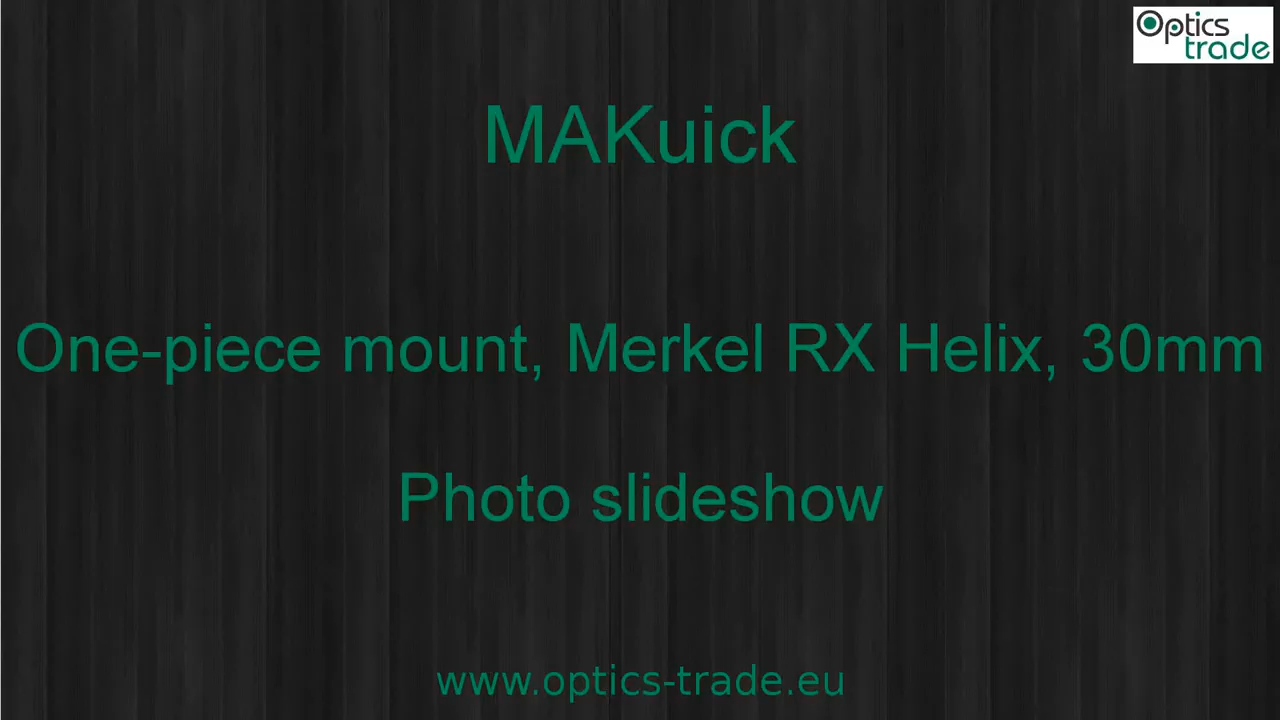 Optics
trade
MAKuick
One-piece mount, Merkel RX Helix, 30mm
Photo slideshow
www.optics-trade.eu